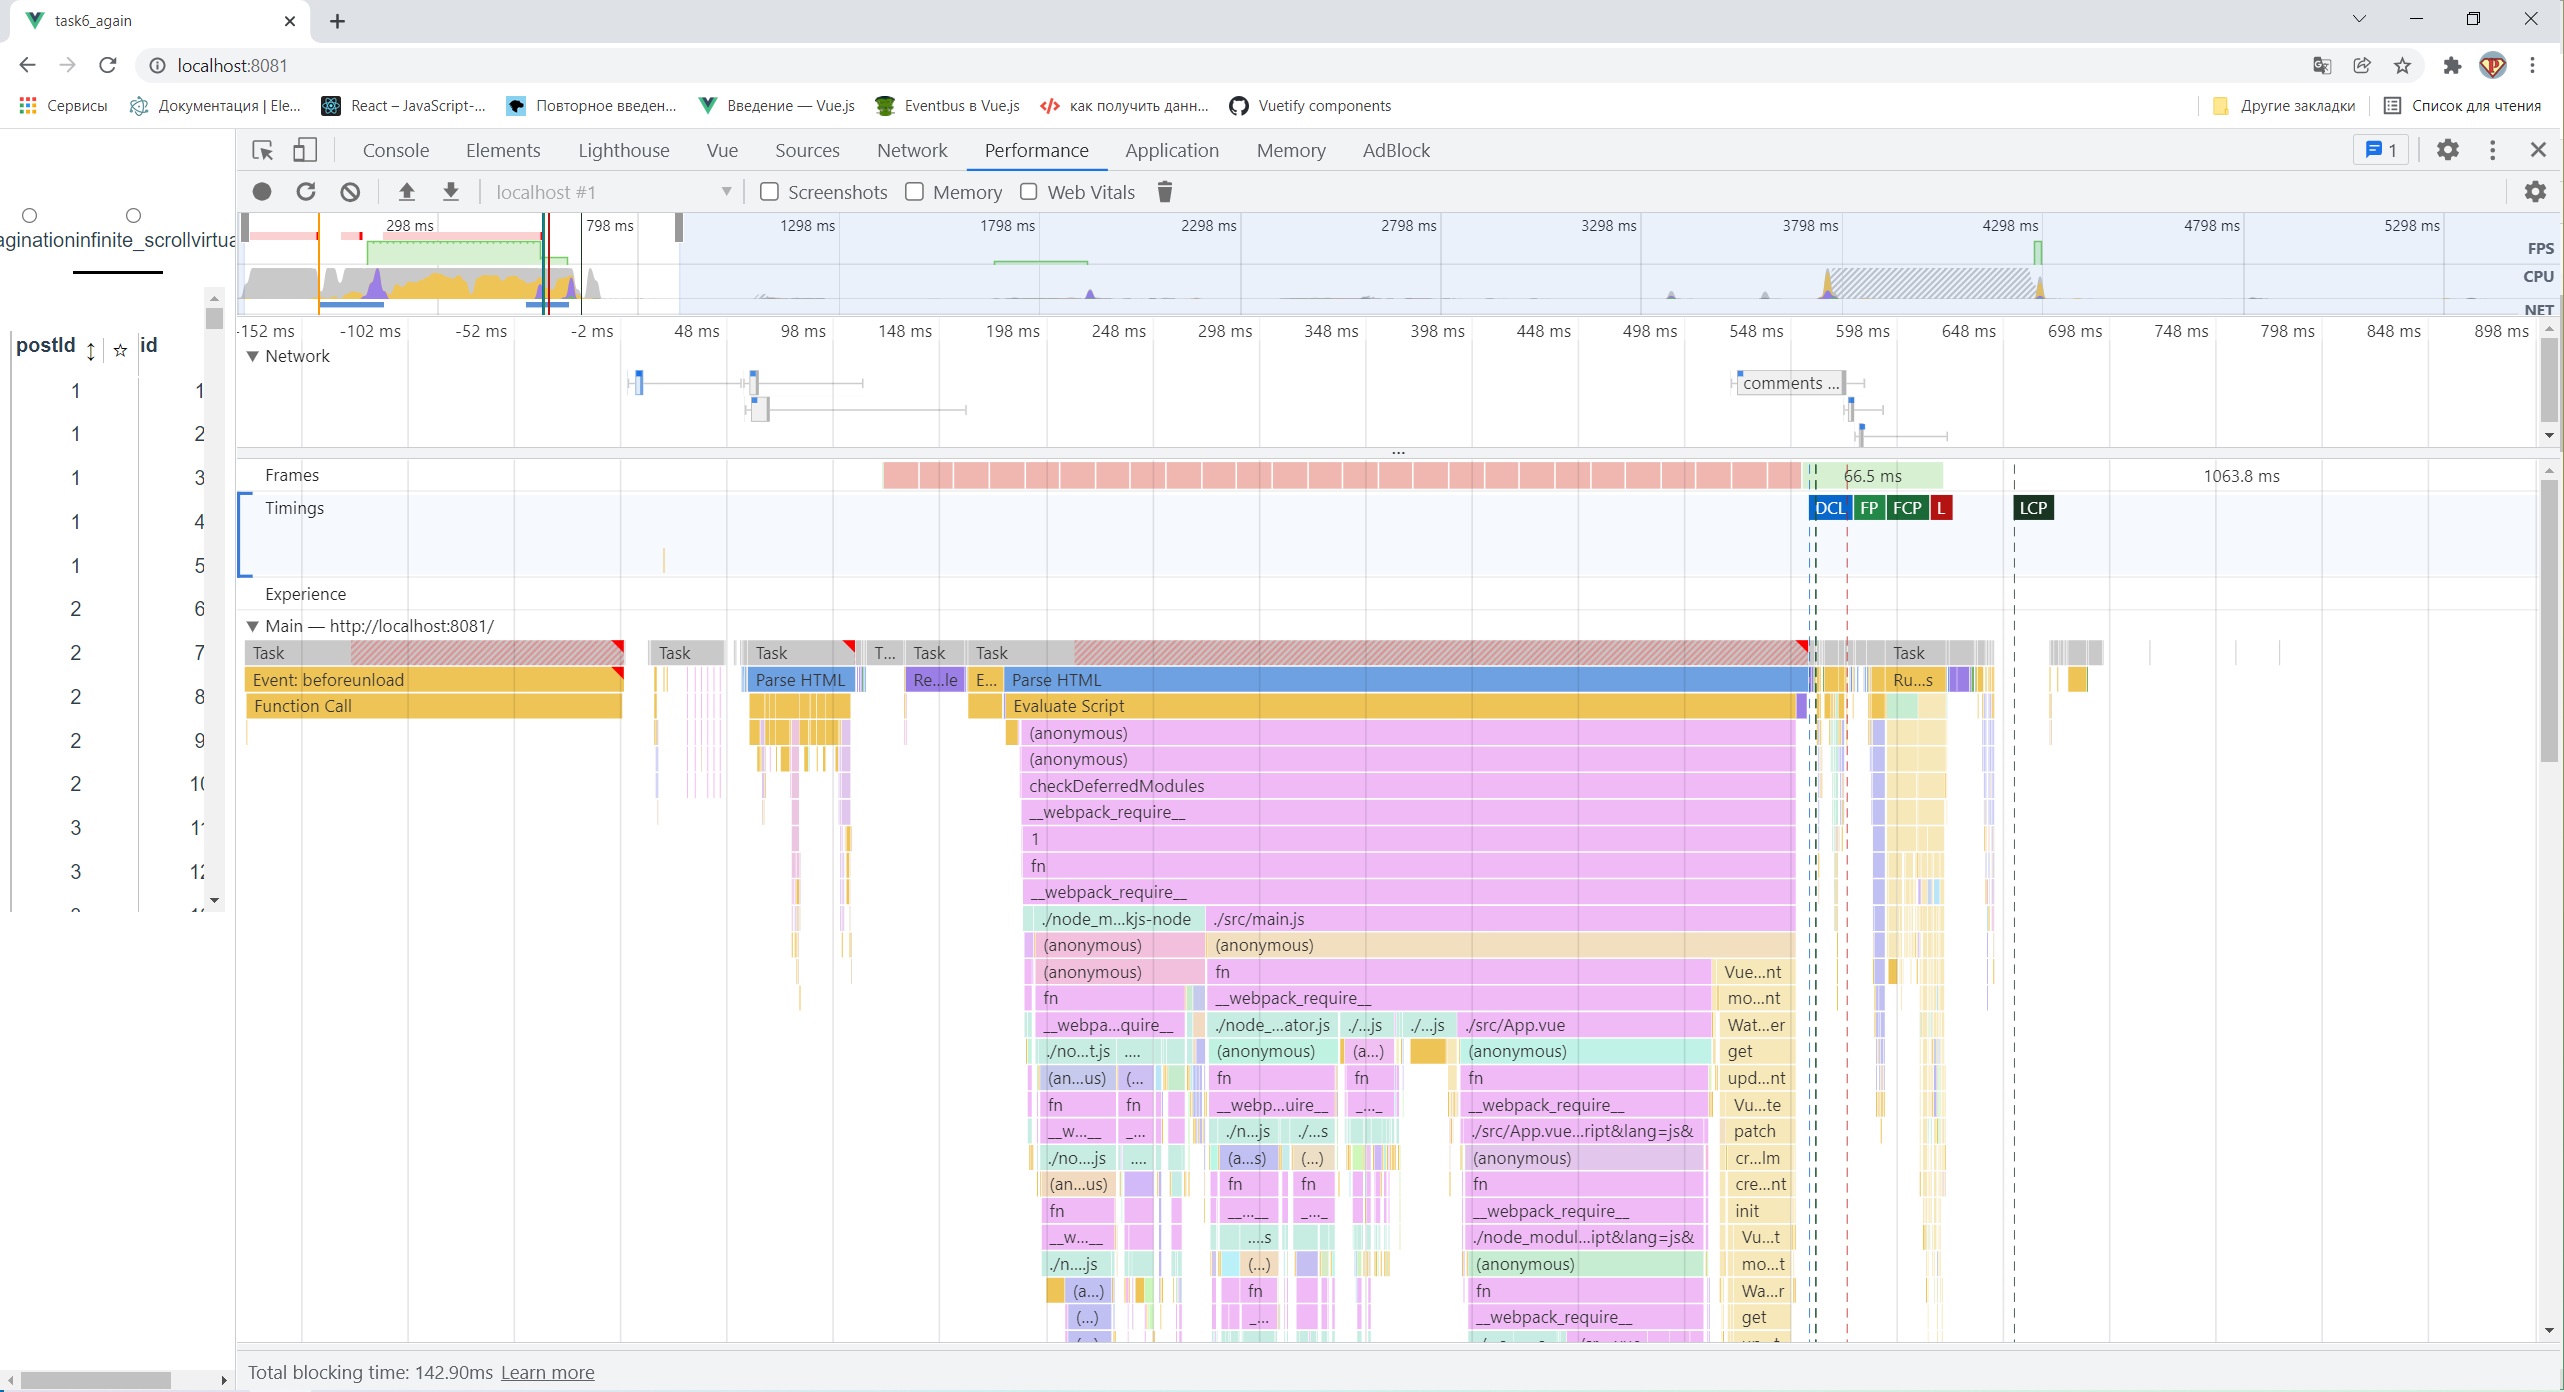 task6_again
localhost:8081
Сервисы
Документация | Ele...
React – JavaScript-...
Повторное введен...
Введение — Vue.js
Eventbus в Vue.js
как получить данн...
Vuetify components
Другие закладки
Список для чтения
Console Elements Lighthouse Vue Sources Network Performance Application Memory AdBlock 1
localhost #1 Screenshots Memory Web Vitals
298 ms 798 ms 1298 ms 1798 ms 2298 ms 2798 ms 3298 ms 3798 ms 4298 ms 4798 ms 5298 ms
FPS
CPU
NET
aginationinfinite_scrollvirtua
postId id
1 1
1 2
1 3
1 4
1 5
2 6
2 7
2 8
2 9
2 10
3 11
3 12
-152 ms -102 ms -52 ms -2 ms 48 ms 98 ms 148 ms 198 ms 248 ms 298 ms 348 ms 398 ms 448 ms 498 ms 548 ms 598 ms 648 ms 698 ms 748 ms 798 ms 848 ms 898 ms
Network
comments ...
Frames 66.5 ms 1063.8 ms
Timings DCL FP FCP L LCP
Experience
Main — http://localhost:8081/
Task Task Task T... Task Task Task
Event: beforeunload Parse HTML Re...le E... Parse HTML Ru...s
Function Call Evaluate Script
(anonymous)
(anonymous)
checkDeferredModules
__webpack_require__
1
fn
__webpack_require__
./node_m...kjs-node ./src/main.js
(anonymous) (anonymous)
(anonymous) fn Vue...nt
fn __webpack_require__ mo...nt
__webpa...quire__ ./node_...ator.js ./...js ./...js ./src/App.vue Wat...er
./no...t.js .... (anonymous) (a...) (anonymous) get
(an...us) (... fn fn fn upd...nt
fn fn __webp...uire__ _..._ __webpack_require__ Vu...te
__w...__ _... ./n...js ./...s ./src/App.vue...ript&lang=js& patch
./no....js .... (a...s) (...) (anonymous) cr...lm
(an...us) fn fn fn cre...nt
fn __...__ _..._ __webpack_require__ init
__w...__ ....s ./node_modul...ipt&lang=js& Vu...t
./n....js (...) (anonymous) mo...t
(a...) fn fn Wa...r
(...) _... __webpack_require__ get
Total blocking time: 142.90ms Learn more